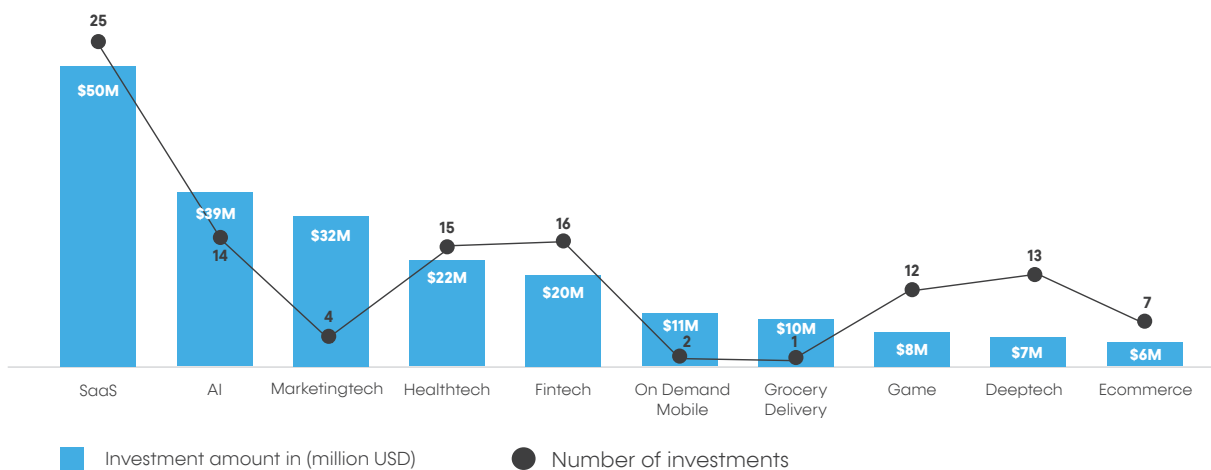 25
$50M
$39M
14
$32M
4
15
$22M
16
$20M
$11M
2
$10M
1
12
$8M
13
$7M
7
$6M
SaaS
AI
Marketingtech
Healthtech
Fintech
On Demand
Mobile
Grocery
Delivery
Game
Deeptech
Ecommerce
Investment amount in (million USD)
Number of investments